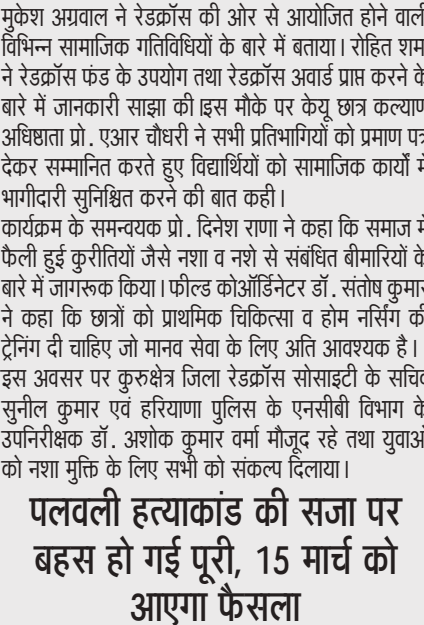 मुकेश अग्रवाल ने रेडक्रॉस की ओर से आयोजित होने वाली
विभिन्न सामाजिक गतिविधियों के बारे में बताया। रोहित शर्म
ने रेडक्रॉस फंड के उपयोग तथा रेडक्रॉस अवार्ड प्राप्त करने के
बारे में जानकारी साझा की।इस मौके पर केयू छात्र कल्याण
अधिष्ठाता प्रो. एआर चौधरी ने सभी प्रतिभागियों को प्रमाण पत्र
देकर सम्मानित करते हुए विद्यार्थियों को सामाजिक कार्यों में
भागीदारी सुनिश्चित करने की बात कही।
कार्यक्रम के समन्वयक प्रो. दिनेश राणा ने कहा कि समाज में
फैली हुई कुरीतियों जैसे नशा व नशे से संबंधित बीमारियों के
बारे में जागरूक किया। फील्ड कोऑर्डिनेटर डॉ. संतोष कुमार
ने कहा कि छात्रों को प्राथमिक चिकित्सा व होम नर्सिंग की
ट्रेनिंग दी चाहिए जो मानव सेवा के लिए अति आवश्यक है।
इस अवसर पर कुरुक्षेत्र जिला रेडक्रॉस सोसाइटी के सचिव
सुनील कुमार एवं हरियाणा पुलिस के एनसीबी विभाग के
उपनिरीक्षक डॉ. अशोक कुमार वर्मा मौजूद रहे तथा युवाओं
को नशा मुक्ति के लिए सभी को संकल्प दिलाया।
पलवली हत्याकांड की सजा पर
बहस हो गई पूरी, 15 मार्च को
आएगा फैसला